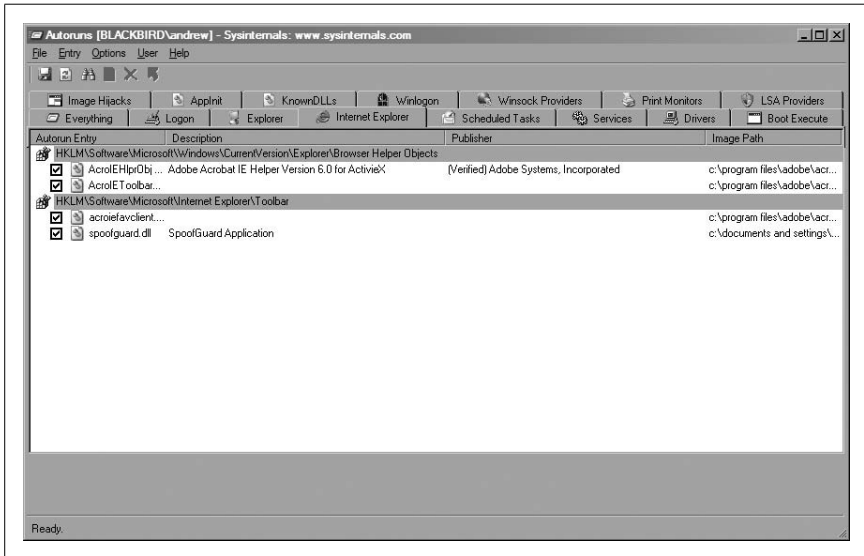 Autoruns [BLACKBIRD\andrew] - Sysinternals: www.sysinternals.com
File Entry Options User Help
Image Hijacks AppInit KnownDLLs Winlogon Winsock Providers Print Monitors LSA Providers
Everything Logon Explorer Internet Explorer Scheduled Tasks Services Drivers Boot Execute
Autorun Entry Description Publisher Image Path
HKLM\Software\Microsoft\Windows\CurrentVersion\Explorer\Browser Helper Objects
AcroIEHlprObj ... Adobe Acrobat IE Helper Version 6.0 for ActiveX (Verified) Adobe Systems, Incorporated c:\program files\adobe\acr...
AcroIEToolbar... c:\program files\adobe\acr...
HKLM\Software\Microsoft\Internet Explorer\Toolbar
acroiefavclient.... c:\program files\adobe\acr...
spoofguard.dll SpoofGuard Application c:\documents and settings\...
Ready.